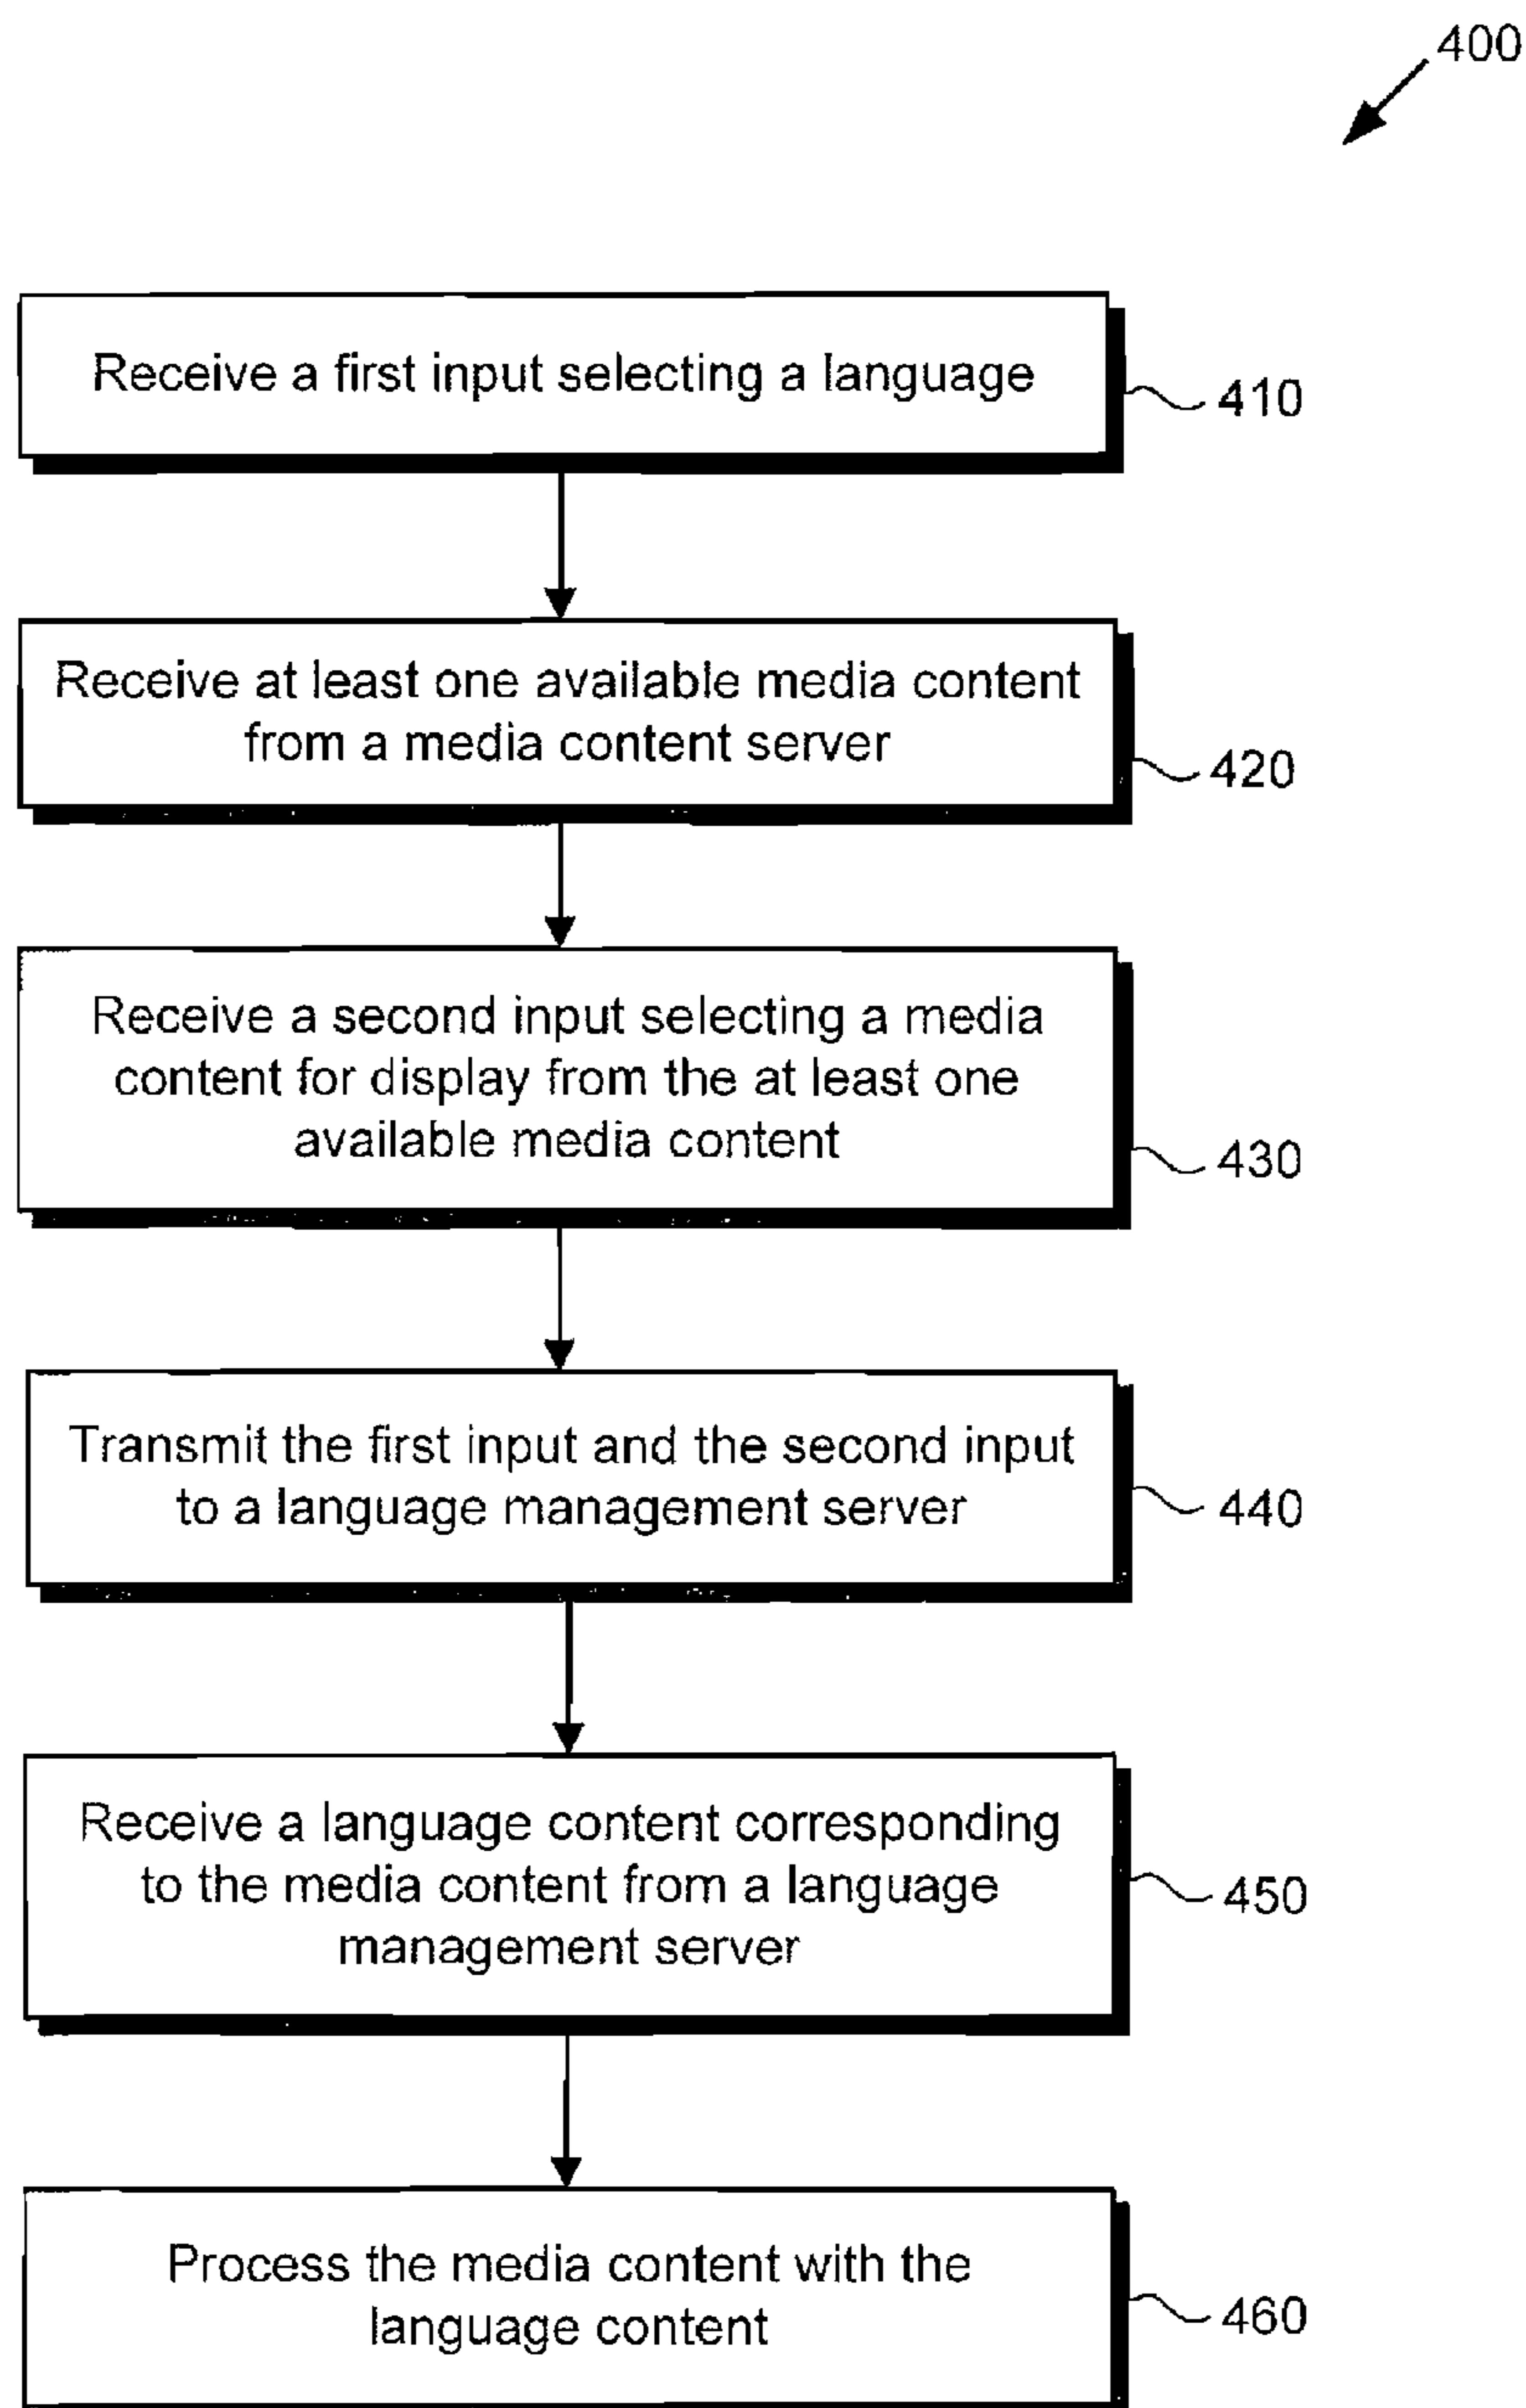 400
Receive a first input selecting a language
410
Receive at least one available media content
from a media content server
420
Receive a second input selecting a media
content for display from the at least one
available media content
430
Transmit the first input and the second input
to a language management server
440
Receive a language content corresponding
to the media content from a language
management server
450
Process the media content with the
language content
460